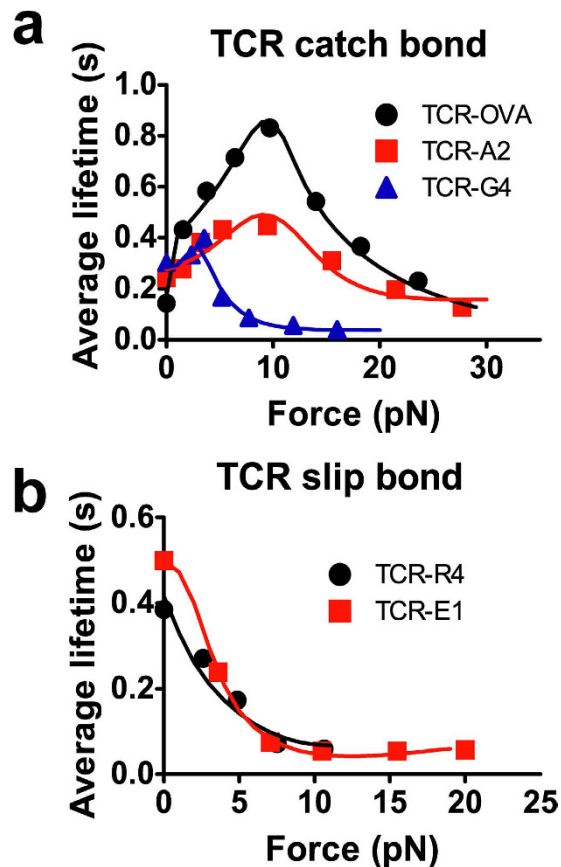 a
TCR catch bond
Average lifetime (s)
1.0
0.8
0.6
0.4
0.2
0.0
TCR-OVA
TCR-A2
TCR-G4
0 10 20 30
Force (pN)
b
TCR slip bond
Average lifetime (s)
0.6
0.4
0.2
0.0
TCR-R4
TCR-E1
0 5 10 15 20 25
Force (pN)